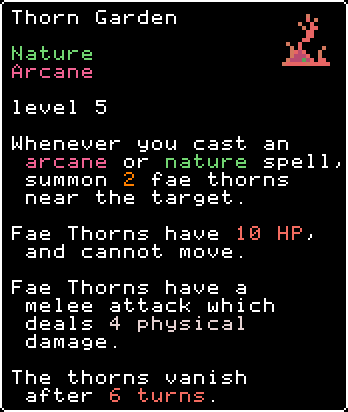 Thorn Garden
Nature
Arcane
level 5
Whenever you cast an
arcane or nature spell,
summon 2 fae thorns
near the target.
Fae Thorns have 10 HP,
and cannot move.
Fae Thorns have a
melee attack which
deals 4 physical
damage.
The thorns vanish
after 6 turns.